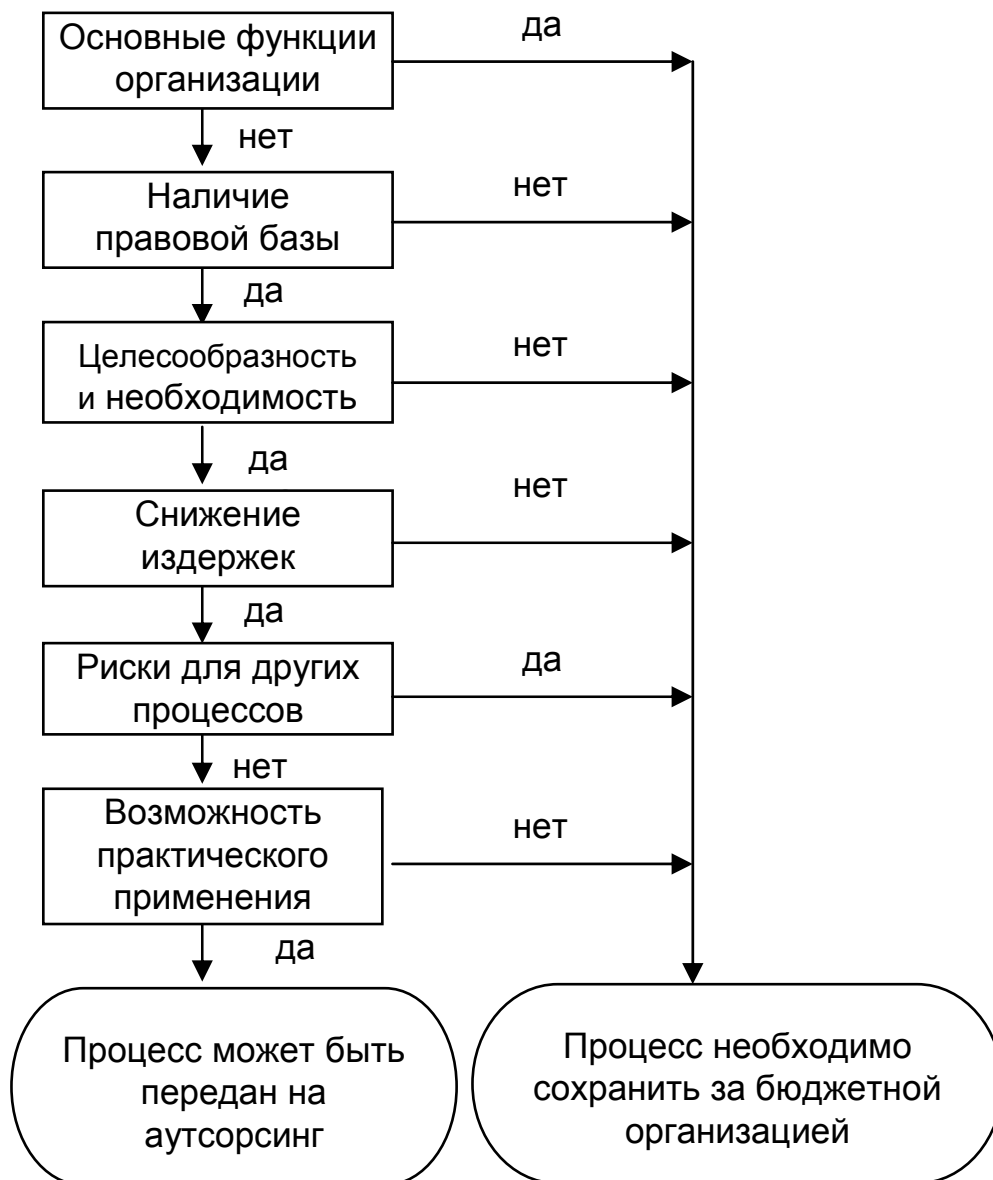 Основные функции
организации
да
нет
Наличие
правовой базы
нет
да
Целесообразность
и необходимость
нет
да
Снижение
издержек
нет
да
Риски для других
процессов
да
нет
Возможность
практического
применения
нет
да
Процесс может быть
передан на
аутсорсинг
Процесс необходимо
сохранить за бюджетной
организацией